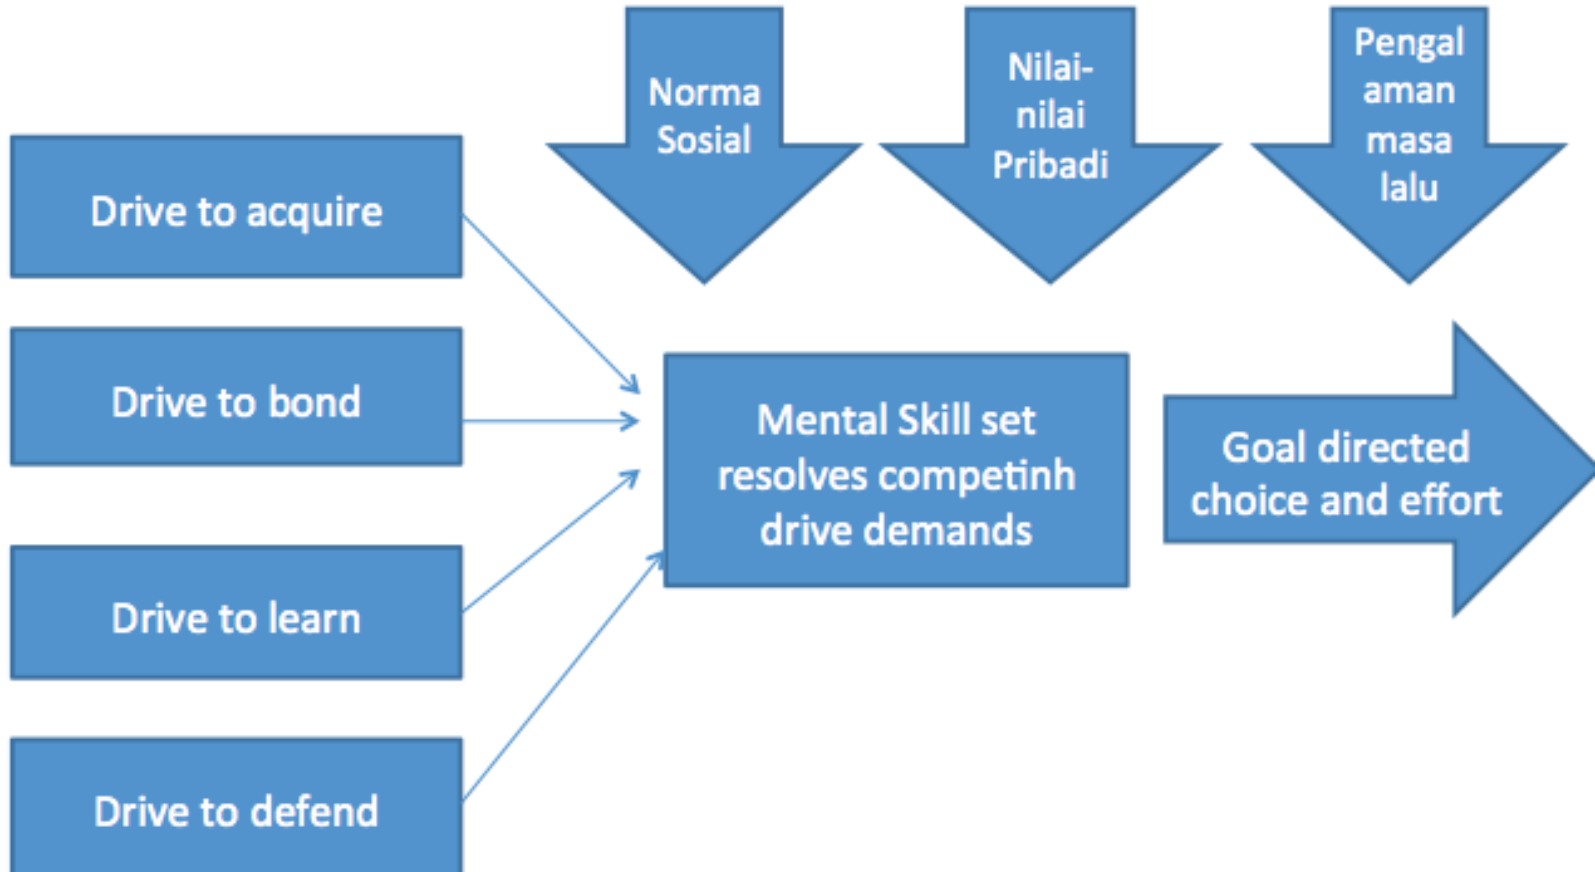 Norma
Sosial
Nilai-
nilai
Pribadi
Pengal
aman
masa
lalu
Drive to acquire
Drive to bond
Drive to learn
Drive to defend
Mental Skill set
resolves competinh
drive demands
Goal directed
choice and effort